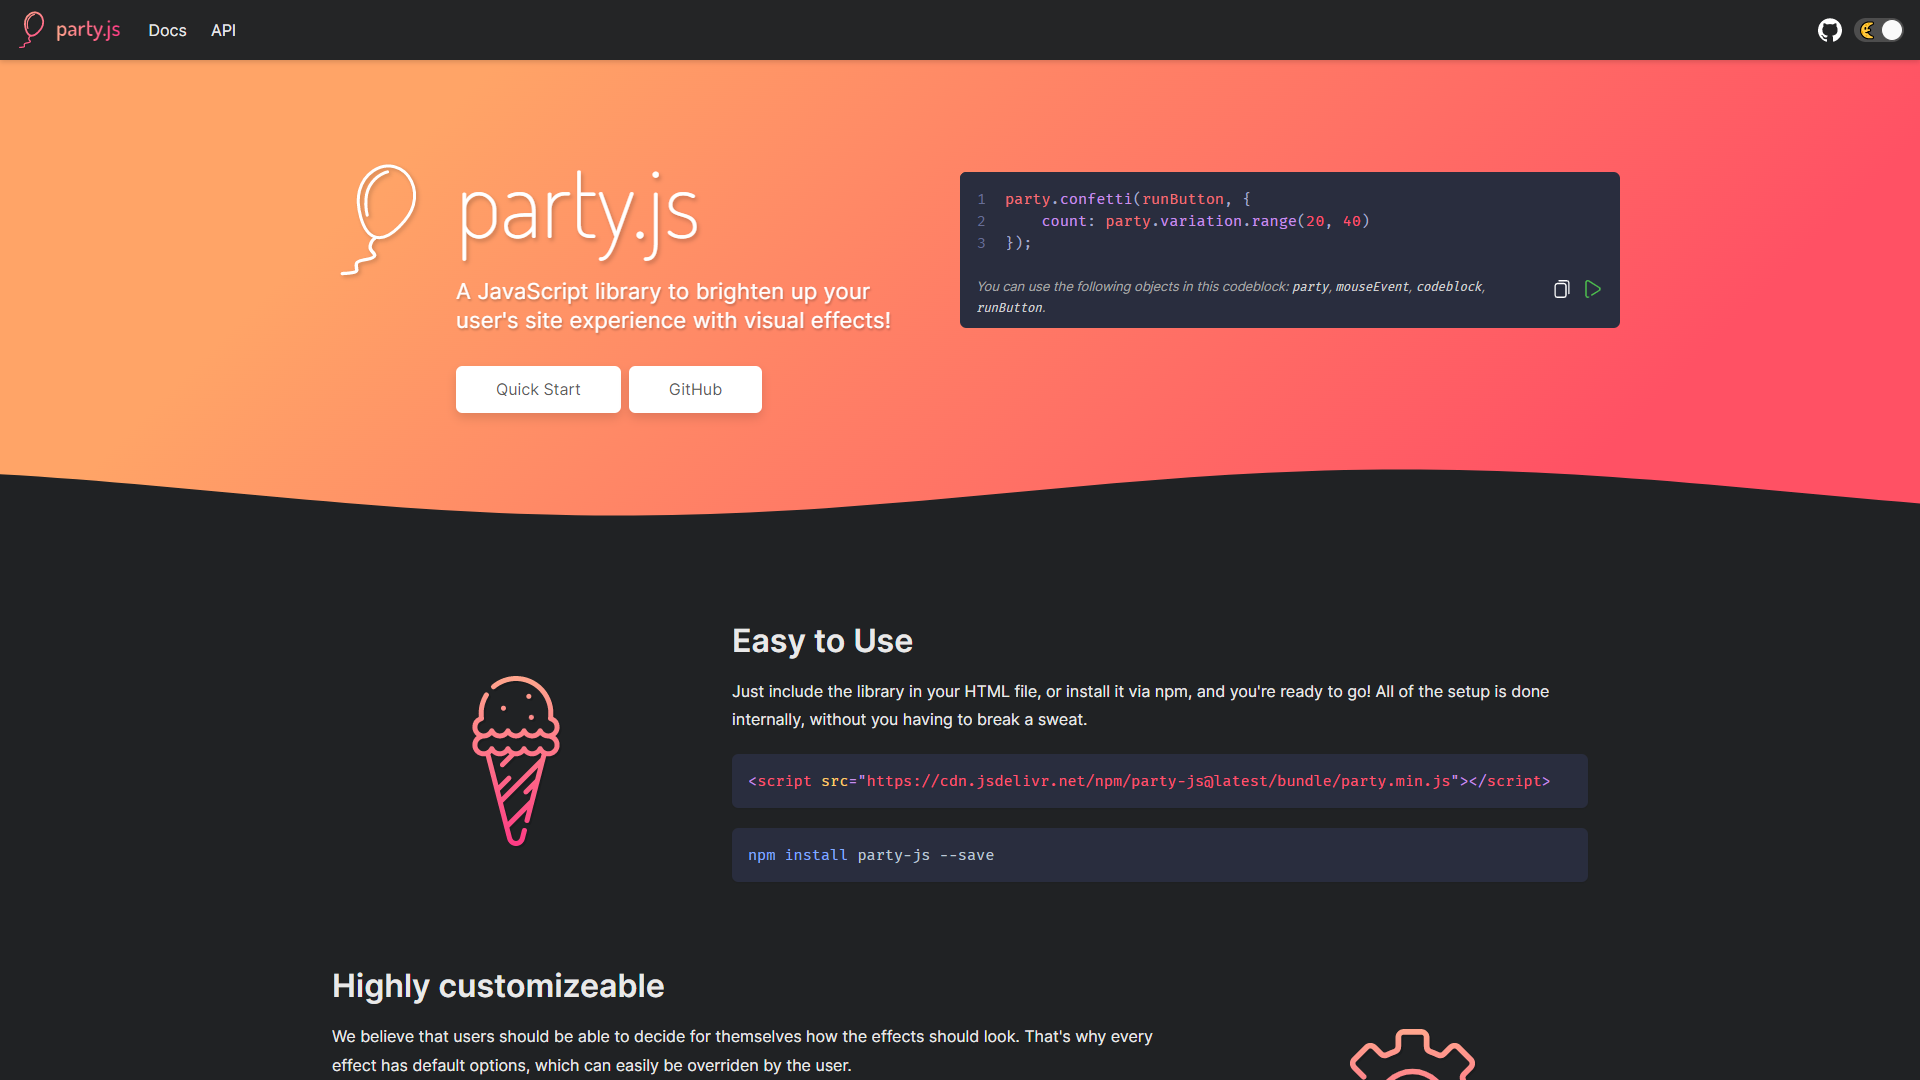 party.js Docs API
party.js
A JavaScript library to brighten up your
user's site experience with visual effects!
Quick Start GitHub
1 party.confetti(runButton, {
2 count: party.variation.range(20, 40)
3 });
You can use the following objects in this codeblock: party, mouseEvent, codeblock,
runButton.
Easy to Use
Just include the library in your HTML file, or install it via npm, and you're ready to go! All of the setup is done
internally, without you having to break a sweat.
<script src="https://cdn.jsdelivr.net/npm/party-js@latest/bundle/party.min.js"></script>
npm install party-js --save
Highly customizeable
We believe that users should be able to decide for themselves how the effects should look. That's why every
effect has default options, which can easily be overriden by the user.